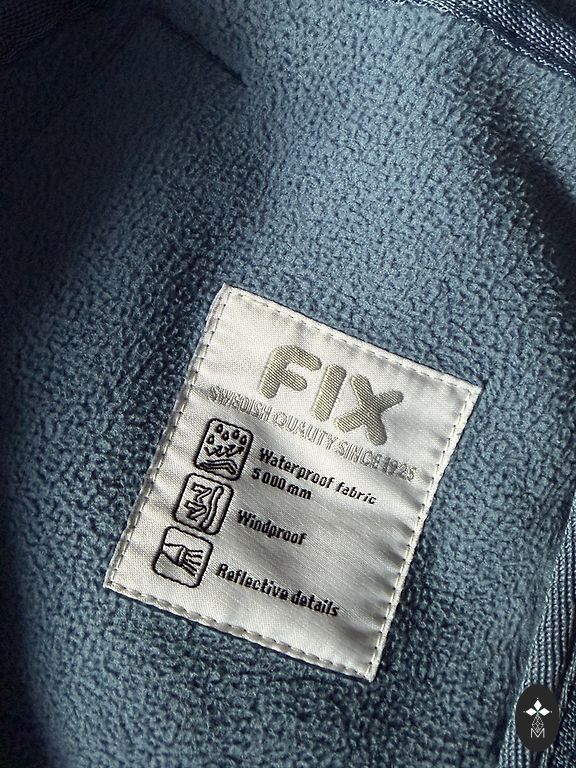 FIX
SWEDISH QUALITY SINCE 1925
Waterproof fabric
5 000 mm
Windproof
Reflective details
M